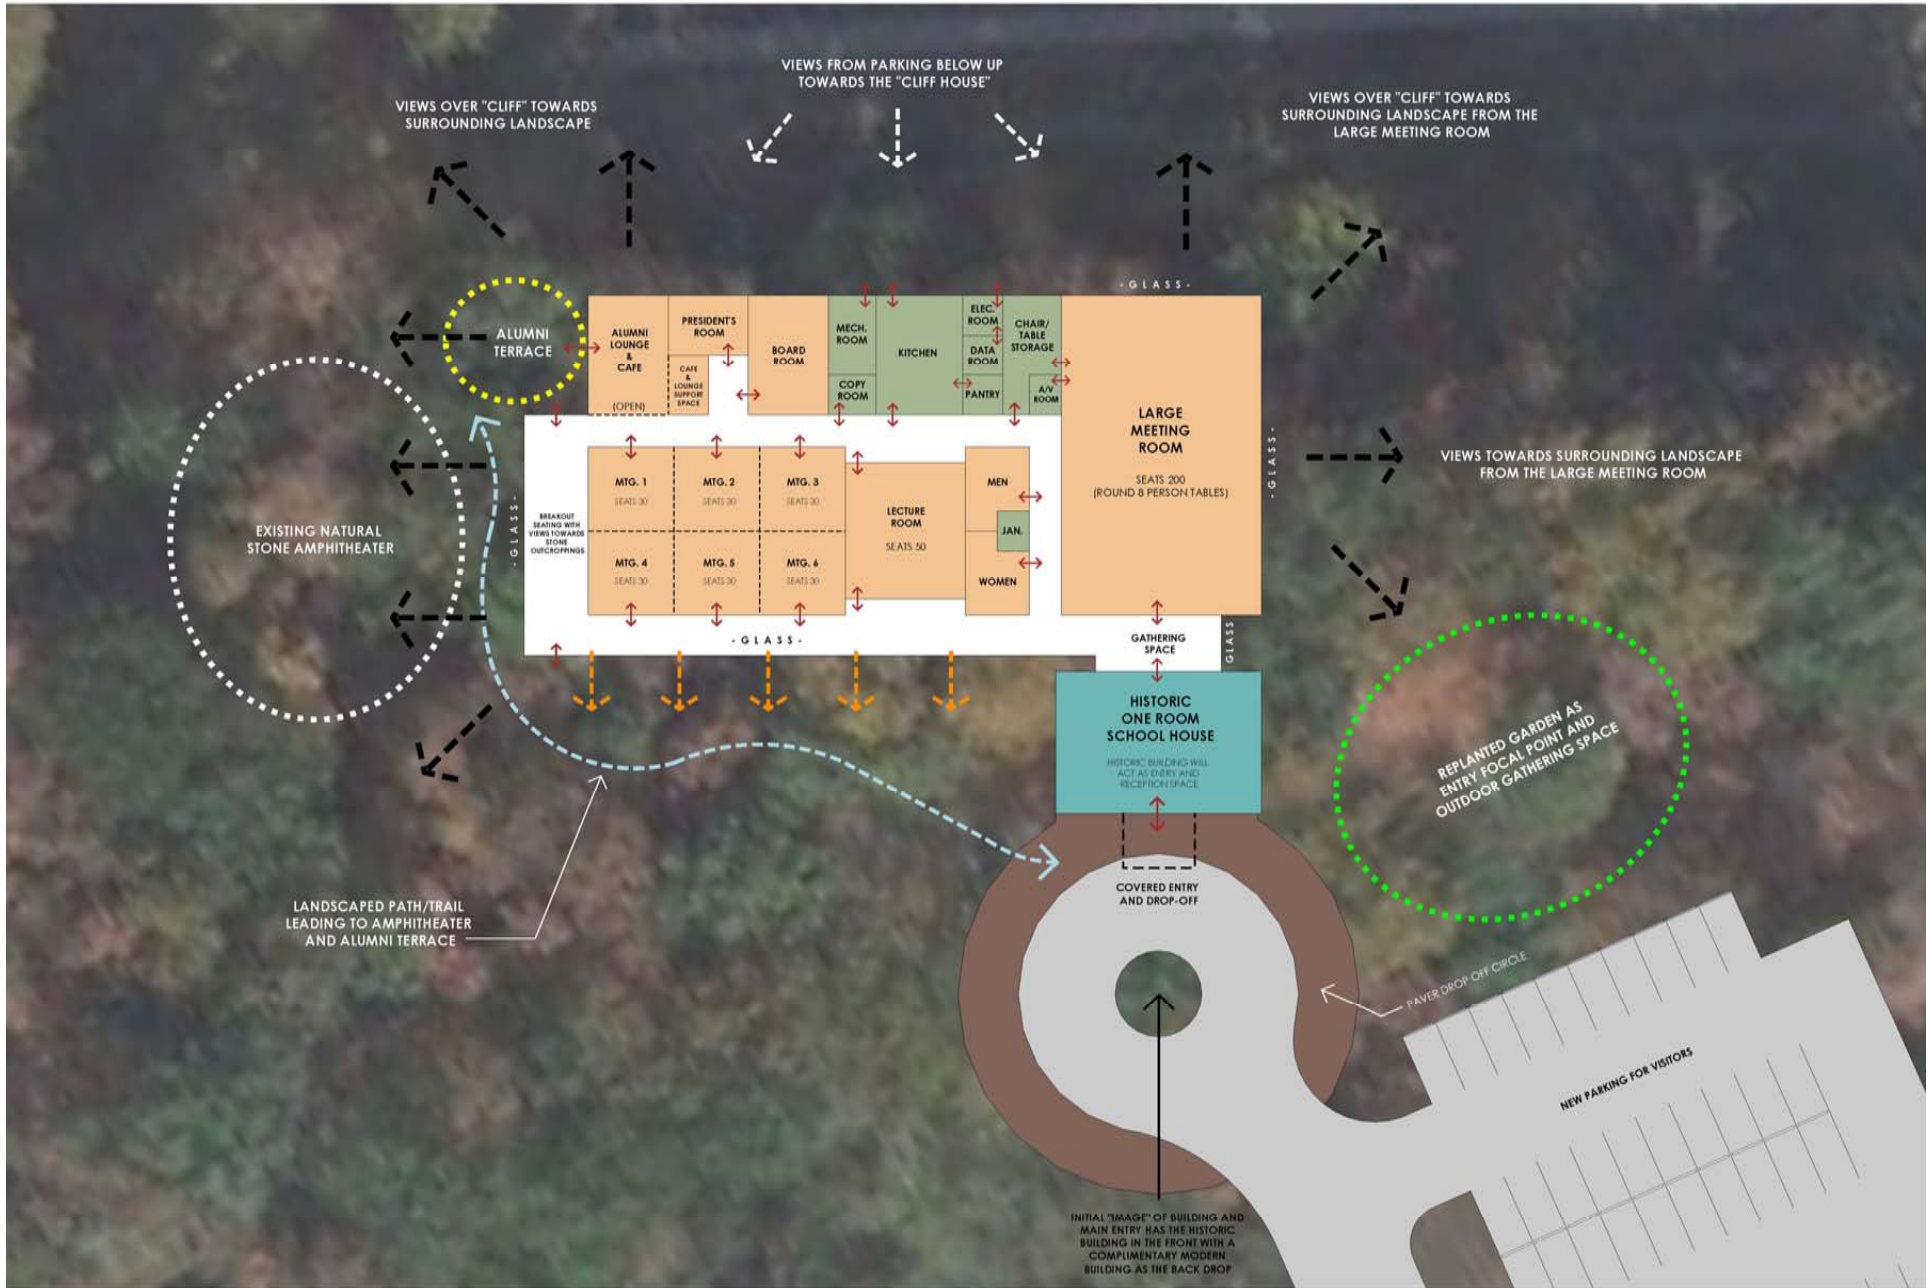 VIEWS FROM PARKING BELOW UP
TOWARDS THE "CLIFF HOUSE"
VIEWS OVER "CLIFF" TOWARDS
SURROUNDING LANDSCAPE
VIEWS OVER "CLIFF" TOWARDS
SURROUNDING LANDSCAPE FROM THE
LARGE MEETING ROOM
- GLASS -
ALUMNI
TERRACE
ALUMNI
LOUNGE
&
CAFE
(OPEN)
PRESIDENT'S
ROOM
CAFE
&
LOUNGE
SUPPORT
SPACE
BOARD
ROOM
MECH.
ROOM
COPY
ROOM
KITCHEN
ELEC.
ROOM
DATA
ROOM
PANTRY
CHAIR/
TABLE
STORAGE
A/V
ROOM
LARGE
MEETING
ROOM
SEATS 200
(ROUND 8 PERSON TABLES)
- GLASS -
VIEWS TOWARDS SURROUNDING LANDSCAPE
FROM THE LARGE MEETING ROOM
EXISTING NATURAL
STONE AMPHITHEATER
- GLASS -
BREAKOUT
SEATING WITH
VIEWS TOWARDS
STONE
OUTCROPPINGS
MTG. 1
SEATS 30
MTG. 2
SEATS 30
MTG. 3
SEATS 30
MTG. 4
SEATS 30
MTG. 5
SEATS 30
MTG. 6
SEATS 30
LECTURE
ROOM
SEATS 50
MEN
JAN.
WOMEN
- GLASS -
GATHERING
SPACE
GLASS
HISTORIC
ONE ROOM
SCHOOL HOUSE
HISTORIC BUILDING WILL
ACT AS ENTRY AND
RECEPTION SPACE
REPLANTED GARDEN AS
ENTRY FOCAL POINT AND
OUTDOOR GATHERING SPACE
COVERED ENTRY
AND DROP-OFF
LANDSCAPED PATH/TRAIL
LEADING TO AMPHITHEATER
AND ALUMNI TERRACE
PAVER DROP OFF CIRCLE
NEW PARKING FOR VISITORS
INITIAL "IMAGE" OF BUILDING AND
MAIN ENTRY HAS THE HISTORIC
BUILDING IN THE FRONT WITH A
COMPLIMENTARY MODERN
BUILDING AS THE BACK DROP